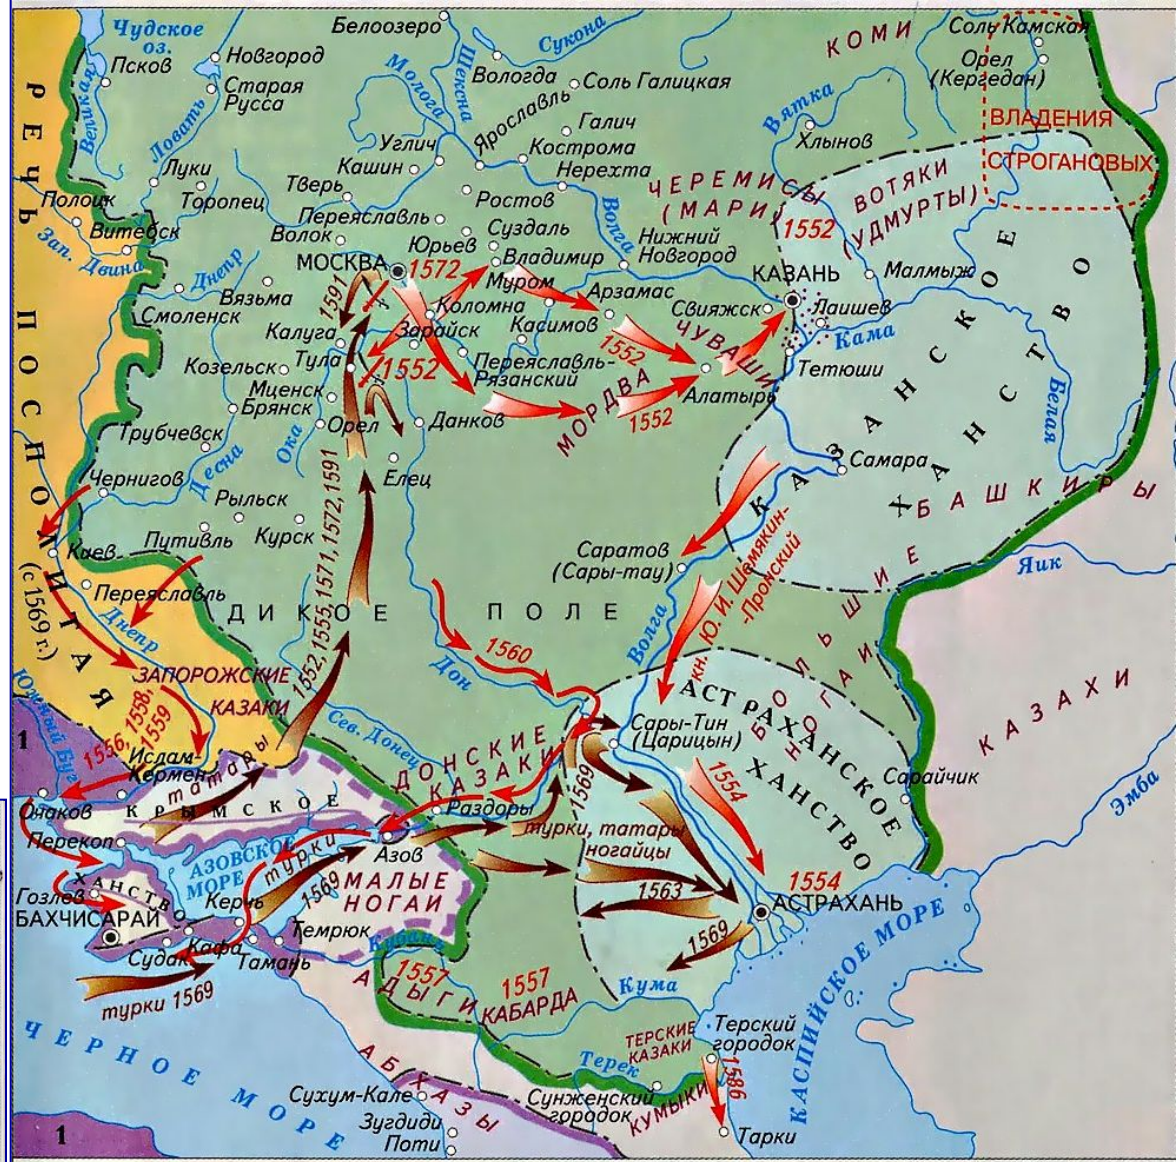 Белоозеро
Чудское
оз.
Псков
Новгород
Старая
Русса
Великая
Ловать
Молога
Шексна
Сухона
Вологда
Соль Галицкая
Ярославль
Галич
Кострома
Нерехта
Углич
Кашин
Тверь
Ростов
Переяславль
Волок
Юрьев
Суздаль
Владимир
Волга
Нижний
Новгород
КОМИ
Соль Камская
Орел
(Кергедан)
ВЛАДЕНИЯ
СТРОГАНОВЫХ
Вятка
Хлынов
ЧЕРЕМИСЫ
(МАРИ)
ВОТЯКИ
(УДМУРТЫ)
1552
РЕЧЬ ПОСПОЛИТАЯ
(с 1569 г.)
Луки
Торопец
Полоцк
Витебск
Зап. Двина
Днепр
Смоленск
Вязьма
МОСКВА
1572
1591
Муром
Коломна
Арзамас
Касимов
Калуга
Зарайск
Тула
1552
Переяславль-
Рязанский
Козельск
Мценск
Брянск
Орел
Ока
Данков
Елец
Трубчевск
Десна
Чернигов
Рыльск
Путивль
Курск
Киев
Переяславль
Днепр
КАЗАНЬ
Свияжск
Лаишев
Малмыж
Кама
Тетюши
ЧУВАШИ
1552
МОРДВА
1552
Алатырь
КАЗАНСКОЕ
ХАНСТВО
Белая
Самара
БАШКИРЫ
Саратов
(Сары-тау)
кн. Ю. И. Шемякин-
-Пронский
Волга
Яик
ДИКОЕ ПОЛЕ
1552, 1555, 1571, 1572, 1591
Дон
1560
ЗАПОРОЖСКИЕ
КАЗАКИ
1556, 1558,
1559
Южный Буг
1
Ислам-
Кермен
татары
Сев. Донец
ДОНСКИЕ
КАЗАКИ
Раздоры
БОЛЬШИЕ
НОГАИ
КАЗАХИ
АСТРАХАНСКОЕ
ХАНСТВО
Сары-Тин
(Царицын)
Сарайчик
Эмба
1569
1554
турки, татары
ногайцы
1563
1554
АСТРАХАНЬ
1569
Очаков
КРЫМСКОЕ
ХАНСТВО
Перекоп
АЗОВСКОЕ
МОРЕ
турки
1569
Азов
МАЛЫЕ
НОГАИ
Гозлев
БАХЧИСАРАЙ
Керчь
Кафа
Судак
Тамань
Темрюк
Кубань
турки 1569
ЧЕРНОЕ МОРЕ
1
АДЫГИ
1557
1557
КАБАРДА
Кума
КАСПИЙСКОЕ МОРЕ
ТЕРСКИЕ
КАЗАКИ
Терский
городок
Терек
Сунженский
городок
КУМЫКИ
1586
Тарки
АБХАЗЫ
Сухум-Кале
Зугдиди
Поти